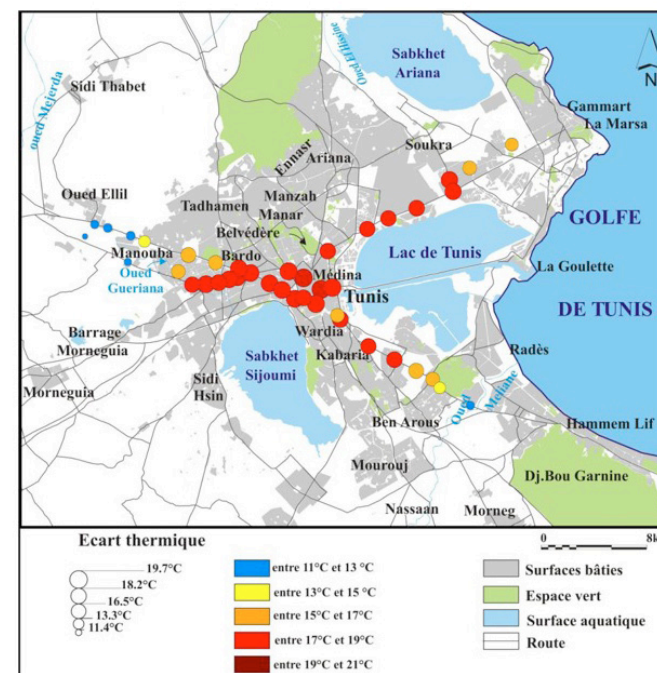 Sabkhet
Ariana
Oued El Hissine
N
Sidi Thabet
oued Mejerda
Gammart
La Marsa
Soukra
Ennasr
Ariana
Oued Ellil
Tadhamen
Manzah
Manar
Belvédère
GOLFE
Manouba
Bardo
Lac de Tunis
Oued
Gueriana
Médina
La Goulette
Tunis
DE TUNIS
Barrage
Morneguia
Wardia
Sabkhet
Sijoumi
Kabaria
Radès
Morneguia
Sidi
Hsin
Oued
Meliane
Ben Arous
Hammem Lif
Mourouj
Dj.Bou Garnine
Nassaan
Morneg
Ecart thermique
0
8k
19.7°C
18.2°C
16.5°C
13.3°C
11.4°C
entre 11°C et 13 °C
entre 13°C et 15 °C
entre 15°C et 17°C
entre 17°C et 19°C
entre 19°C et 21°C
Surfaces bâties
Espace vert
Surface aquatique
Route